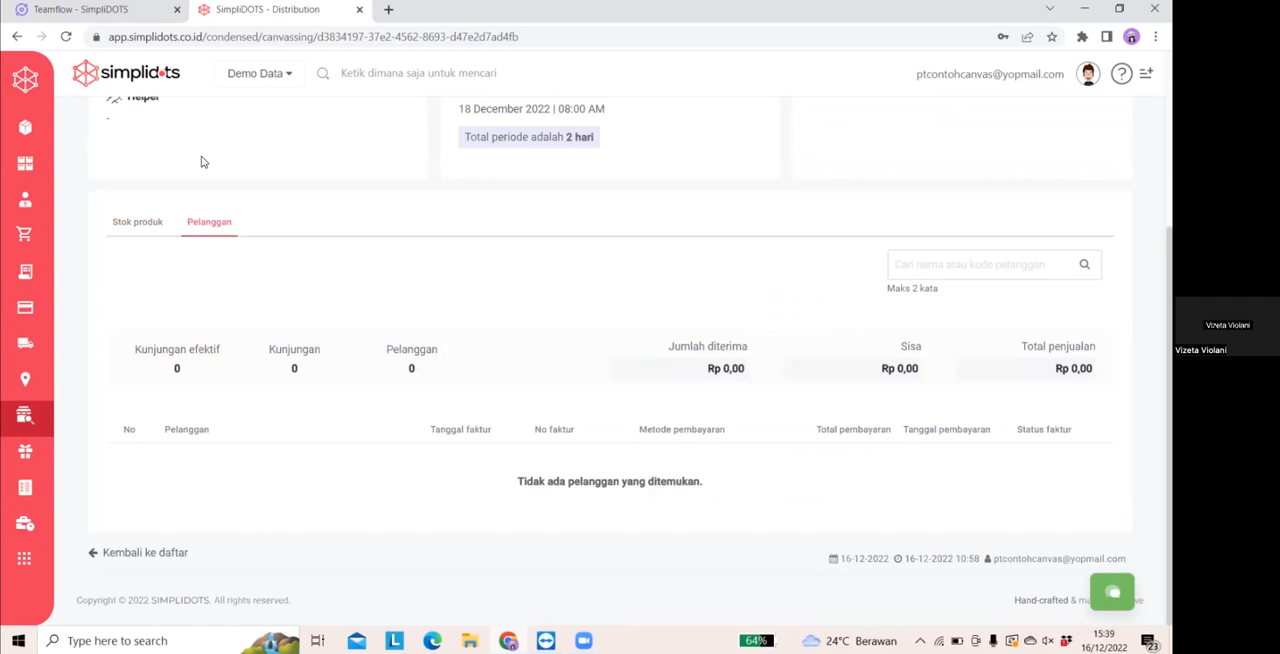 Teamflow - SimpliDOTS
SimpliDOTS - Distribution
app.simplidots.co.id/condensed/canvassing/d3834197-37e2-4562-8693-d47e2d7ad4fb
simplidots
Demo Data
Ketik dimana saja untuk mencari
ptcontohcanvas@yopmail.com
Helper
-
18 December 2022 | 08:00 AM
Total periode adalah 2 hari
Stok produk
Pelanggan
Cari nama atau kode pelanggan
Maks 2 kata
Kunjungan efektif
0
Kunjungan
0
Pelanggan
0
Jumlah diterima
Rp 0,00
Sisa
Rp 0,00
Total penjualan
Rp 0,00
No Pelanggan Tanggal faktur No faktur Metode pembayaran Total pembayaran Tanggal pembayaran Status faktur
Tidak ada pelanggan yang ditemukan.
Kembali ke daftar
16-12-2022 16-12-2022 10:58 ptcontohcanvas@yopmail.com
Copyright © 2022 SIMPLIDOTS. All rights reserved.
Hand-crafted &
Vizeta Violani
Vizeta Violani
Type here to search
64%
24°C Berawan
15:39
16/12/2022
23